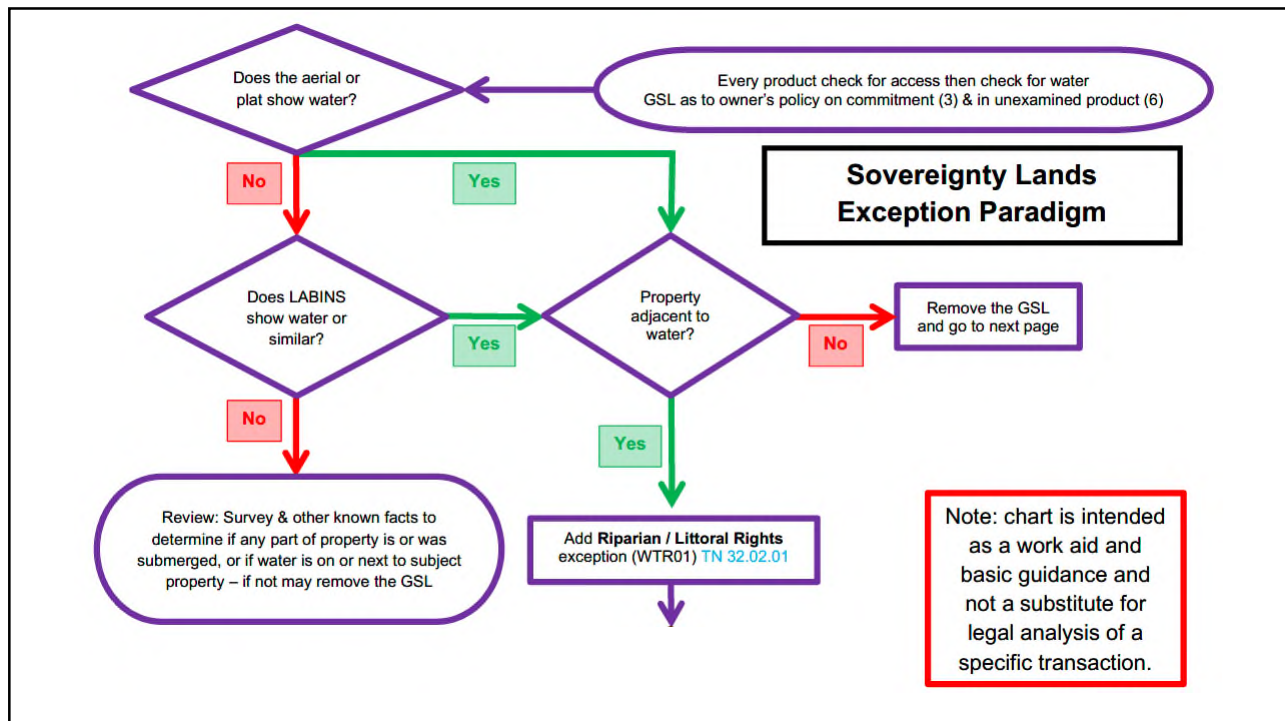 Every product check for access then check for water
GSL as to owner’s policy on commitment (3) & in unexamined product (6)
Does the aerial or
plat show water?
Sovereignty Lands
Exception Paradigm
No
Yes
Does LABINS
show water or
similar?
Yes
Property
adjacent to
water?
No
Remove the GSL
and go to next page
No
Yes
Review: Survey & other known facts to
determine if any part of property is or was
submerged, or if water is on or next to subject
property – if not may remove the GSL
Add Riparian / Littoral Rights
exception (WTR01) TN 32.02.01
Note: chart is intended
as a work aid and
basic guidance and
not a substitute for
legal analysis of a
specific transaction.